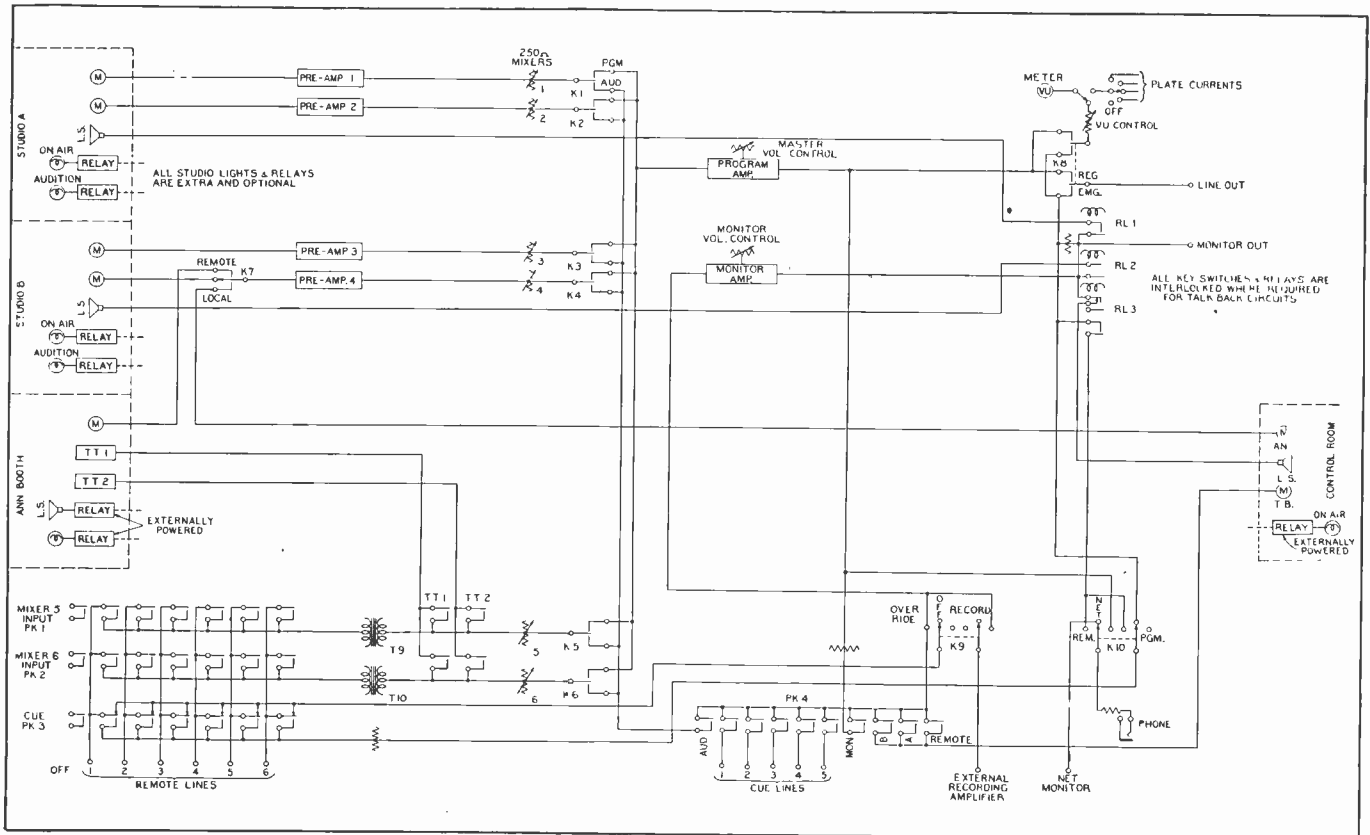 STUDIO A
M
PRE-AMP 1
250Ω
MIXERS
1
K1
PGM
AUD
M
PRE-AMP 2
2
K2
L.S.
ON AIR
RELAY
AUDITION
RELAY
ALL STUDIO LIGHTS & RELAYS
ARE EXTRA AND OPTIONAL
METER
VU
PLATE CURRENTS
OFF
VU CONTROL
MASTER
VOL. CONTROL
PROGRAM
AMP.
K8
REG
EMG.
LINE OUT
RL 1
MONITOR OUT
RL 2
RL 3
ALL KEY SWITCHES & RELAYS ARE
INTERLOCKED WHERE REQUIRED
FOR TALK BACK CIRCUITS
STUDIO B
M
PRE-AMP 3
3
K3
M
REMOTE
K7
LOCAL
PRE-AMP. 4
4
K4
MONITOR
VOL. CONTROL
MONITOR
AMP.
L.S.
ON AIR
RELAY
AUDITION
RELAY
ANN BOOTH
M
TT 1
TT 2
L.S.
RELAY
RELAY
EXTERNALLY
POWERED
CONTROL ROOM
AN
L S.
M
T B.
ON AIR
RELAY
EXTERNALLY
POWERED
MIXER 5
INPUT
PK 1
MIXER 6
INPUT
PK 2
CUE
PK 3
OFF
1
2
3
4
5
6
REMOTE LINES
T9
T10
TT 1
TT 2
5
K5
6
K6
OVER
RIDE
OFF
RECORD
K9
NET
REM.
K10
PGM.
PHONE
PK 4
AUD
1
2
3
4
5
CUE LINES
MON
B
A
REMOTE
EXTERNAL
RECORDING
AMPLIFIER
NET
MONITOR